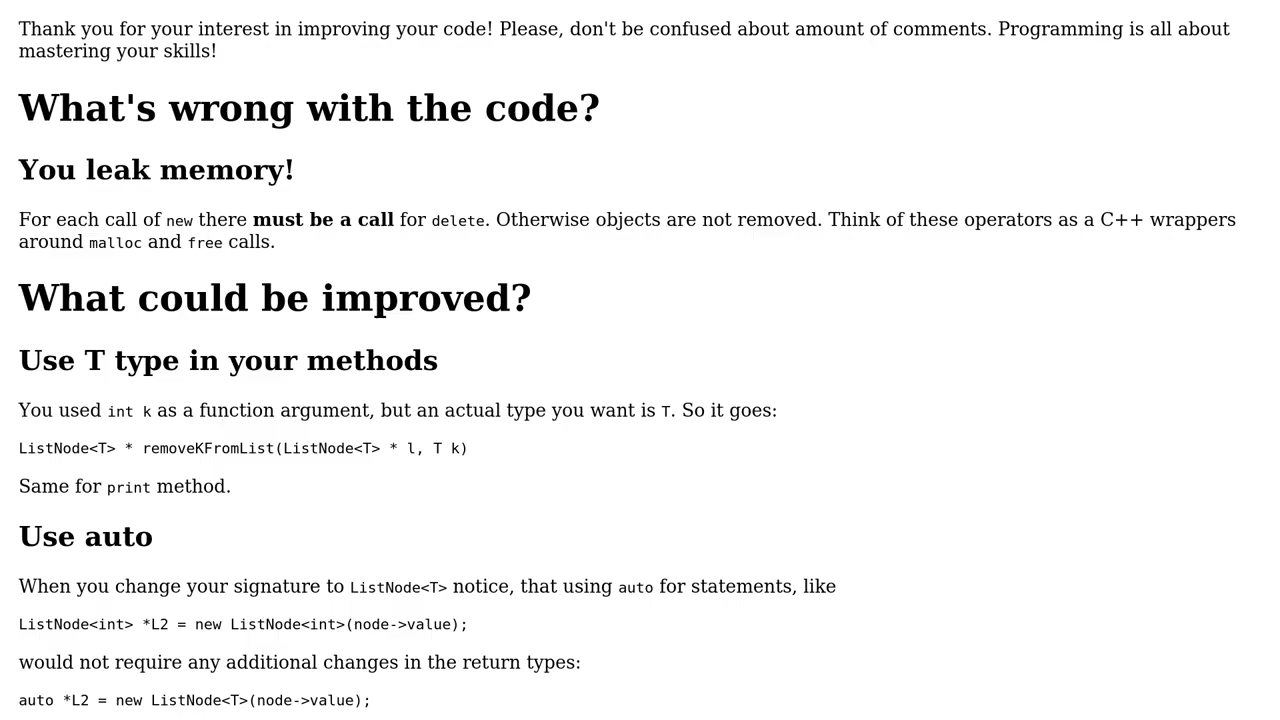 Thank you for your interest in improving your code! Please, don't be confused about amount of comments. Programming is all about
mastering your skills!
What's wrong with the code?
You leak memory!
For each call of new there must be a call for delete. Otherwise objects are not removed. Think of these operators as a C++ wrappers
around malloc and free calls.
What could be improved?
Use T type in your methods
You used int k as a function argument, but an actual type you want is T. So it goes:
ListNode<T> * removeKFromList(ListNode<T> * l, T k)
Same for print method.
Use auto
When you change your signature to ListNode<T> notice, that using auto for statements, like
ListNode<int> *L2 = new ListNode<int>(node->value);
would not require any additional changes in the return types:
auto *L2 = new ListNode<T>(node->value);